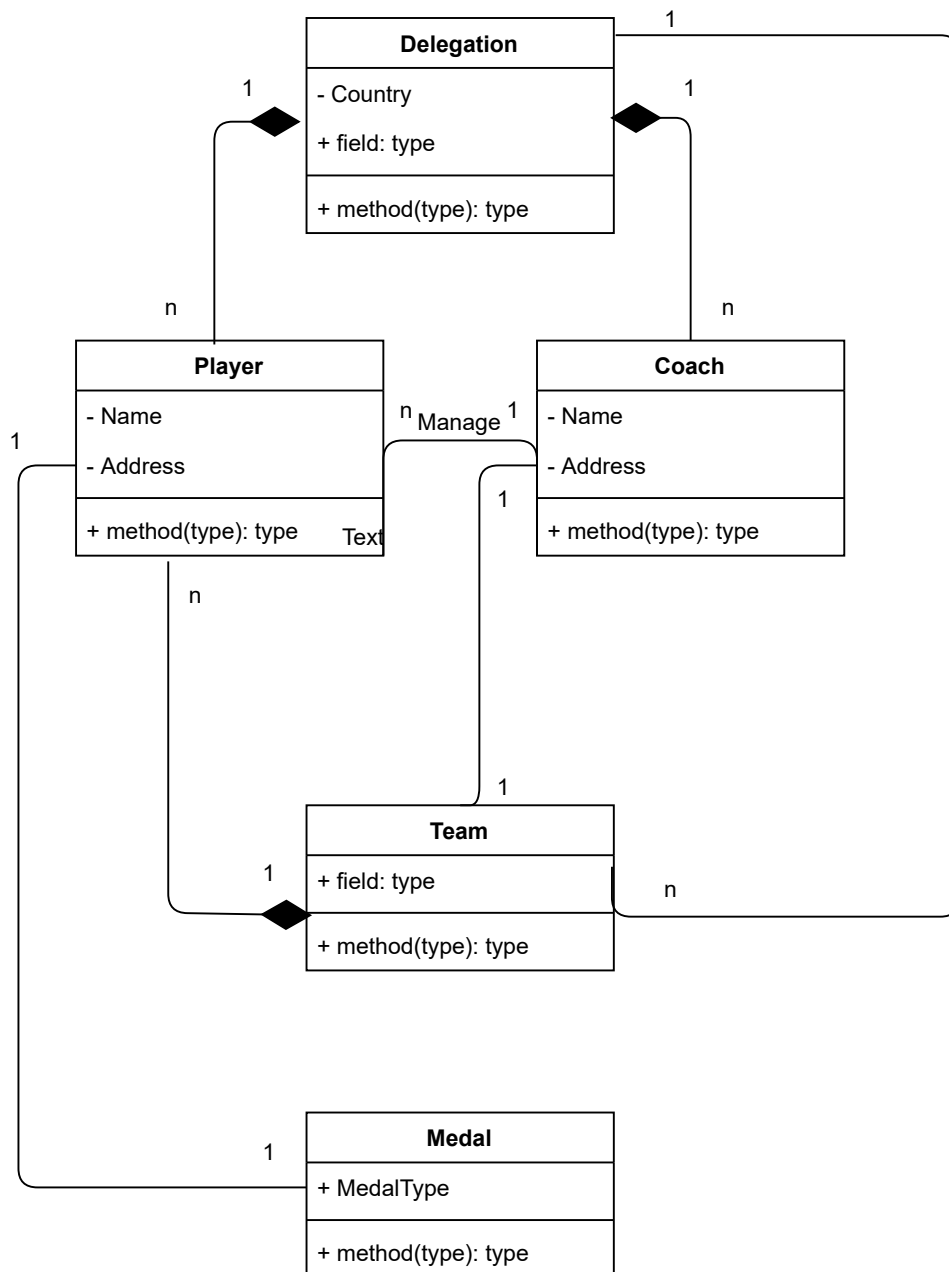 1
Delegation
1
1
- Country
+ field: type
+ method(type): type
n
n
Player
Coach
- Name
- Address
+ method(type): type
n
Manage
1
- Name
- Address
+ method(type): type
1
1
Text
n
1
Team
1
+ field: type
n
+ method(type): type
Medal
1
+ MedalType
+ method(type): type